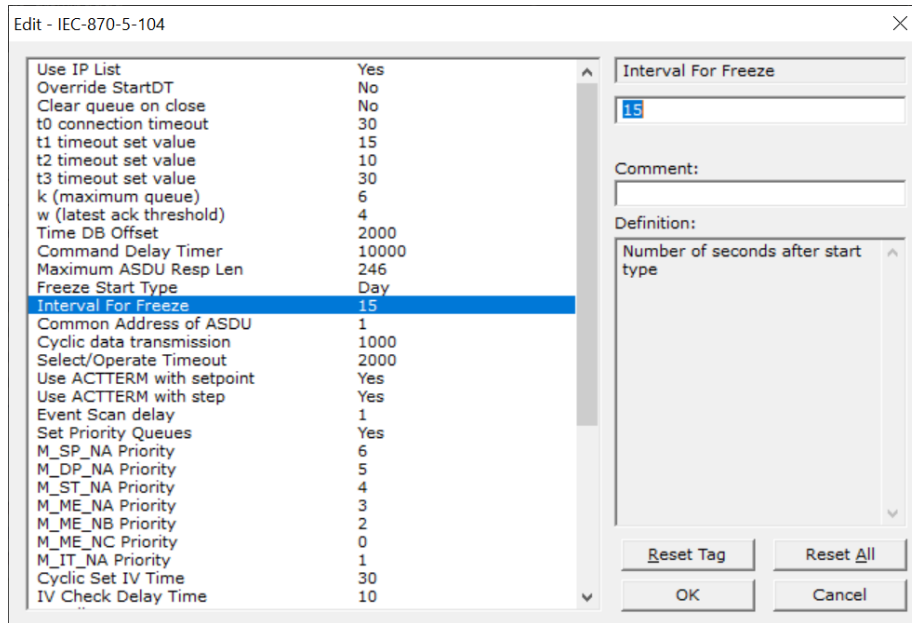 Edit - IEC-870-5-104
Use IP List Yes
Override StartDT No
Clear queue on close No
t0 connection timeout 30
t1 timeout set value 15
t2 timeout set value 10
t3 timeout set value 30
k (maximum queue) 6
w (latest ack threshold) 4
Time DB Offset 2000
Command Delay Timer 10000
Maximum ASDU Resp Len 246
Freeze Start Type Day
Interval For Freeze 15
Common Address of ASDU 1
Cyclic data transmission 1000
Select/Operate Timeout 2000
Use ACTTERM with setpoint Yes
Use ACTTERM with step Yes
Event Scan delay 1
Set Priority Queues Yes
M_SP_NA Priority 6
M_DP_NA Priority 5
M_ST_NA Priority 4
M_ME_NA Priority 3
M_ME_NB Priority 2
M_ME_NC Priority 0
M_IT_NA Priority 1
Cyclic Set IV Time 30
IV Check Delay Time 10
Interval For Freeze
15
Comment:
Definition:
Number of seconds after start
type
Reset Tag Reset All
OK Cancel